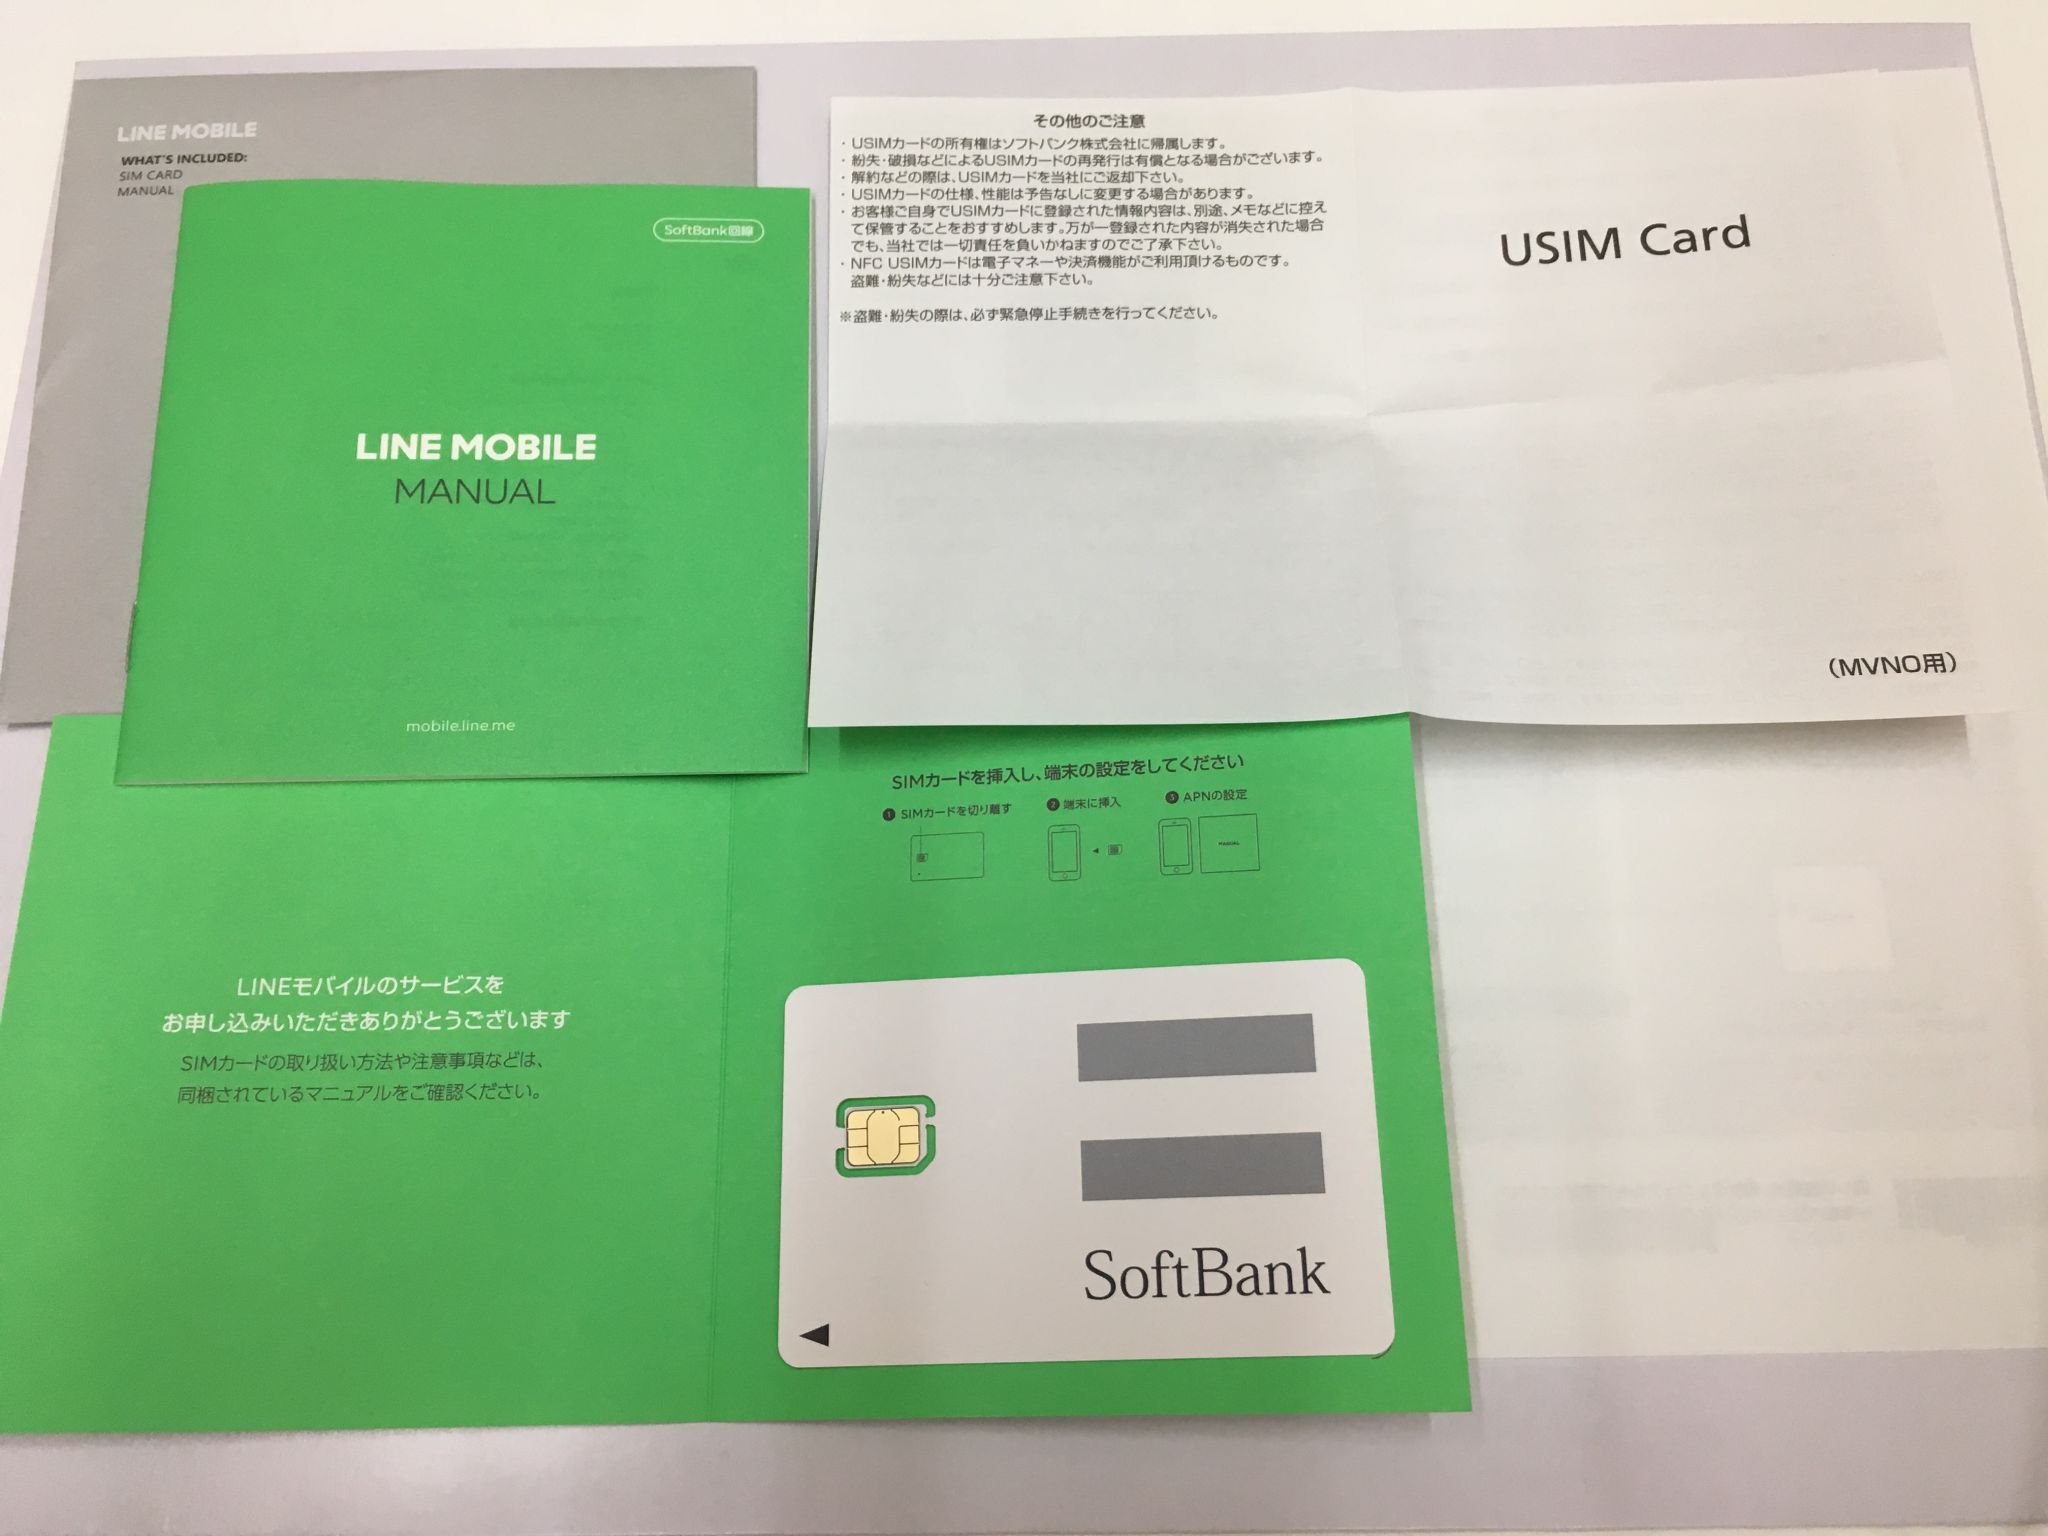 LINE MOBILE
WHAT'S INCLUDED:
SIM CARD
MANUAL
SoftBank回線
LINE MOBILE
MANUAL
mobile.line.me
その他のご注意
・USIMカードの所有権はソフトバンク株式会社に帰属します。
・紛失・破損などによるUSIMカードの再発行は有償となる場合がございます。
・解約などの際は、USIMカードを当社にご返却下さい。
・USIMカードの仕様、性能は予告なしに変更する場合があります。
・お客様ご自身でUSIMカードに登録された情報内容は、別途、メモなどに控え
て保管することをおすすめします。万が一登録された内容が消失された場合
でも、当社では一切責任を負いかねますのでご了承下さい。
・NFC USIMカードは電子マネーや決済機能がご利用頂けるものです。
盗難・紛失などには十分ご注意下さい。
※盗難・紛失の際は、必ず緊急停止手続きを行ってください。
USIM Card
(MVNO用)
LINEモバイルのサービスを
お申し込みいただきありがとうございます
SIMカードの取り扱い方法や注意事項などは、
同梱されているマニュアルをご確認ください。
SIMカードを挿入し、端末の設定をしてください
❶ SIMカードを切り離す
❷ 端末に挿入
❸ APNの設定
MANUAL
SoftBank